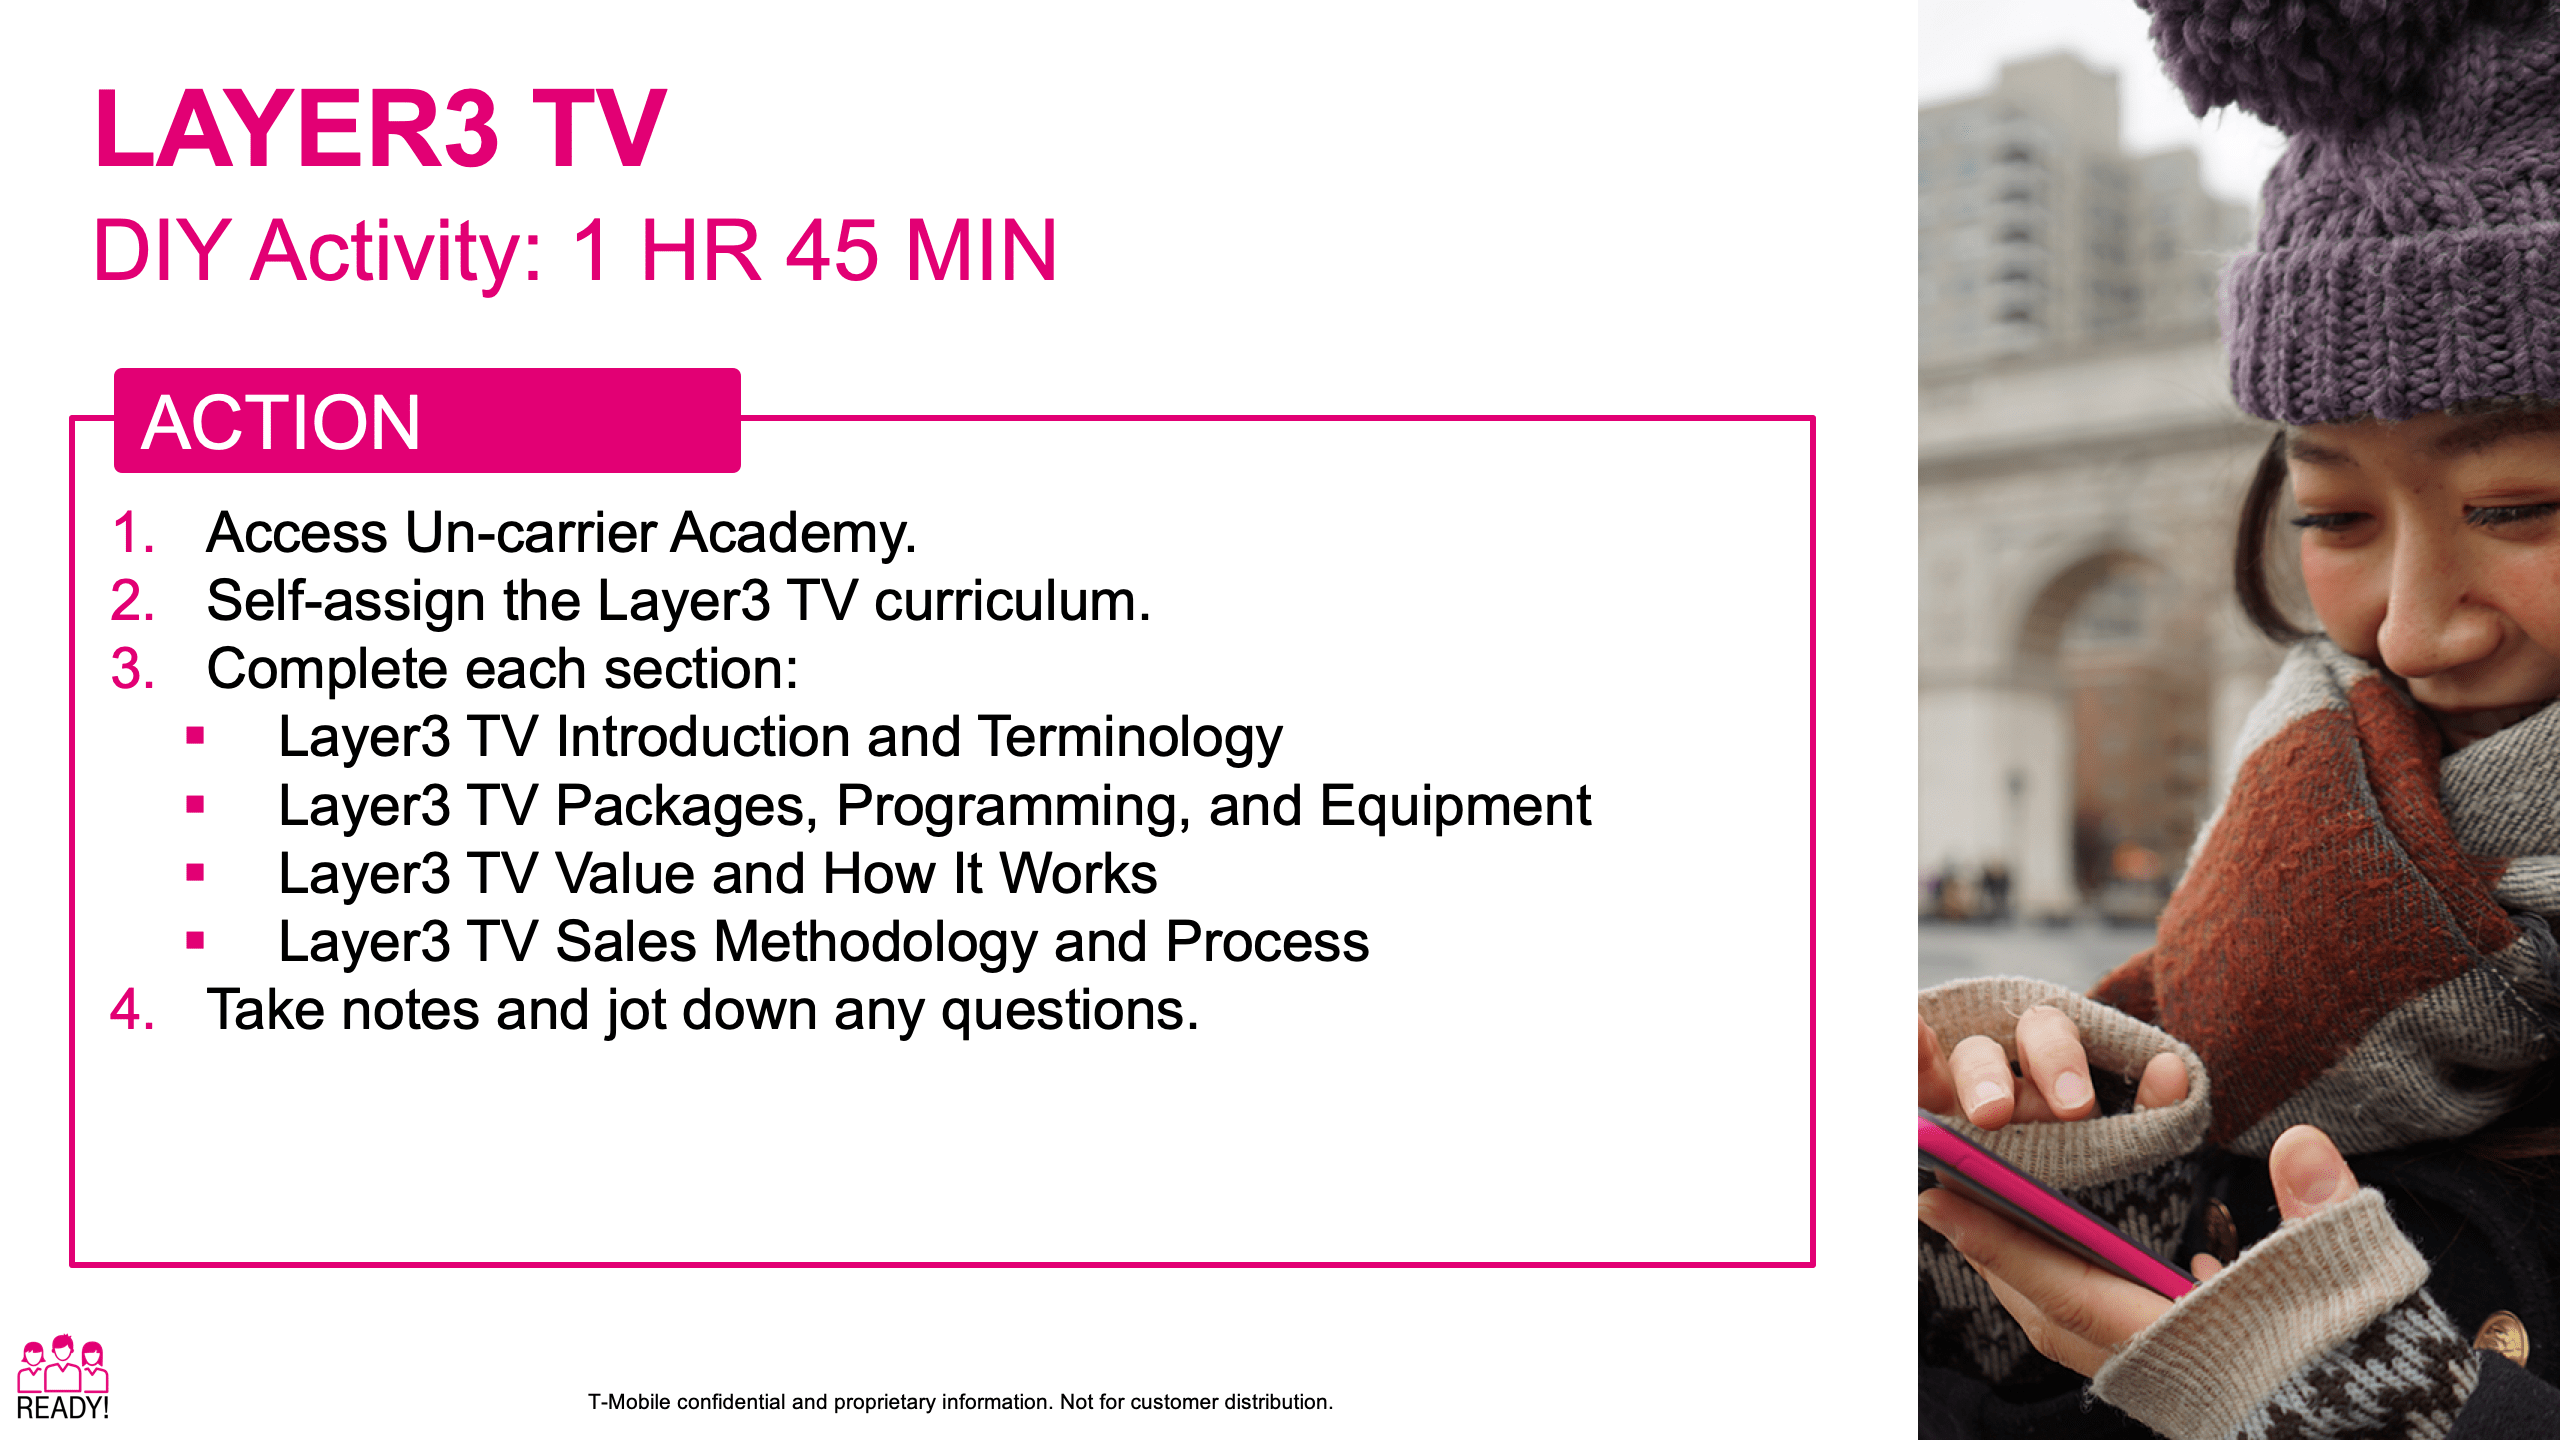 LAYER3 TV
DIY Activity: 1 HR 45 MIN
ACTION
1. Access Un-carrier Academy.
2. Self-assign the Layer3 TV curriculum.
3. Complete each section:
▪ Layer3 TV Introduction and Terminology
▪ Layer3 TV Packages, Programming, and Equipment
▪ Layer3 TV Value and How It Works
▪ Layer3 TV Sales Methodology and Process
4. Take notes and jot down any questions.
READY!
T-Mobile confidential and proprietary information. Not for customer distribution.